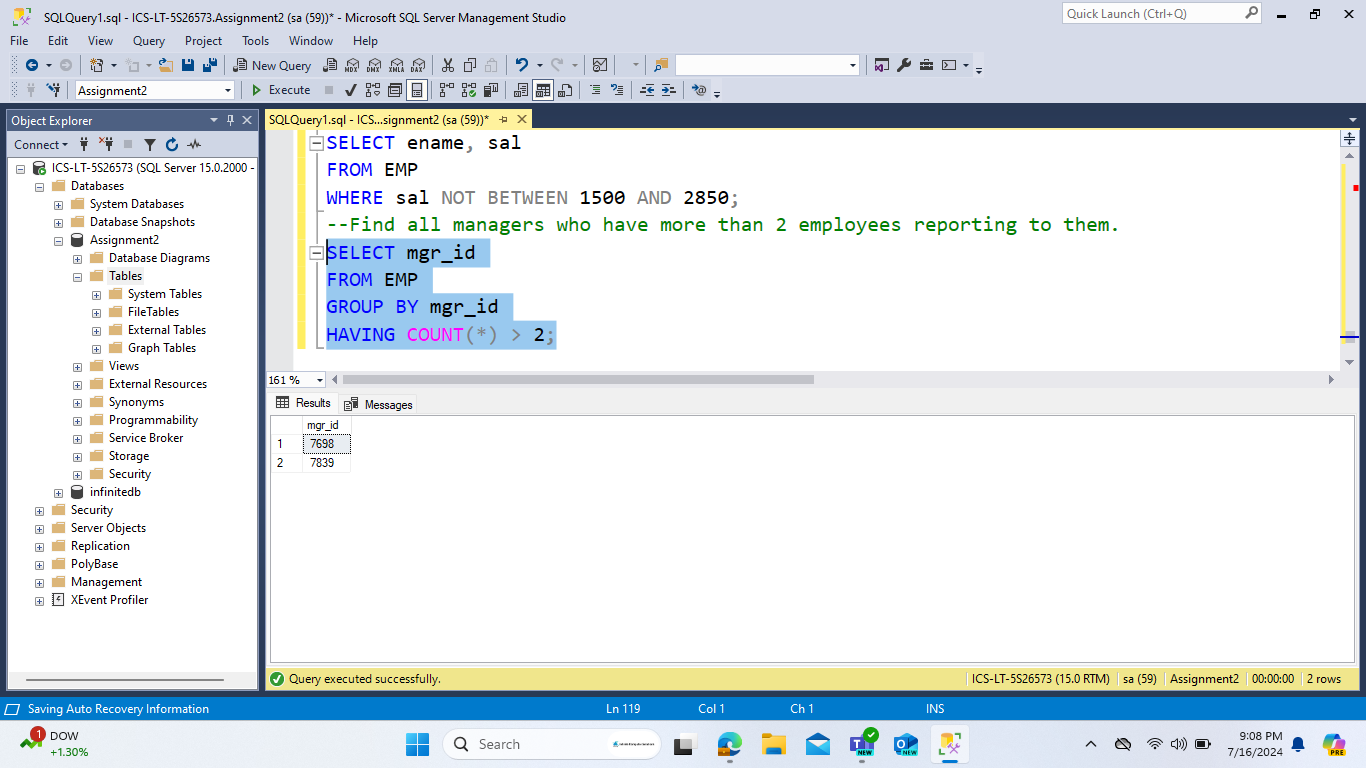 SQLQuery1.sql - ICS-LT-5S26573.Assignment2 (sa (59))* - Microsoft SQL Server Management Studio
Quick Launch (Ctrl+Q)
File Edit View Query Project Tools Window Help
New Query MDX DMX XMLA DAX
Assignment2 Execute
Object Explorer
SQLQuery1.sql - ICS...signment2 (sa (59))*
Connect
ICS-LT-5S26573 (SQL Server 15.0.2000 -
Databases
System Databases
Database Snapshots
Assignment2
Database Diagrams
Tables
System Tables
FileTables
External Tables
Graph Tables
Views
External Resources
Synonyms
Programmability
Service Broker
Storage
Security
infinitedb
Security
Server Objects
Replication
PolyBase
Management
XEvent Profiler
SELECT ename, sal
FROM EMP
WHERE sal NOT BETWEEN 1500 AND 2850;
--Find all managers who have more than 2 employees reporting to them.
SELECT mgr_id
FROM EMP
GROUP BY mgr_id
HAVING COUNT(*) > 2;
161 %
Results Messages
mgr_id
1 7698
2 7839
Query executed successfully. ICS-LT-5S26573 (15.0 RTM) sa (59) Assignment2 00:00:00 2 rows
Saving Auto Recovery Information Ln 119 Col 1 Ch 1 INS
1 DOW
+1.30%
Search
NEW
NEW
9:08 PM
7/16/2024
PRE